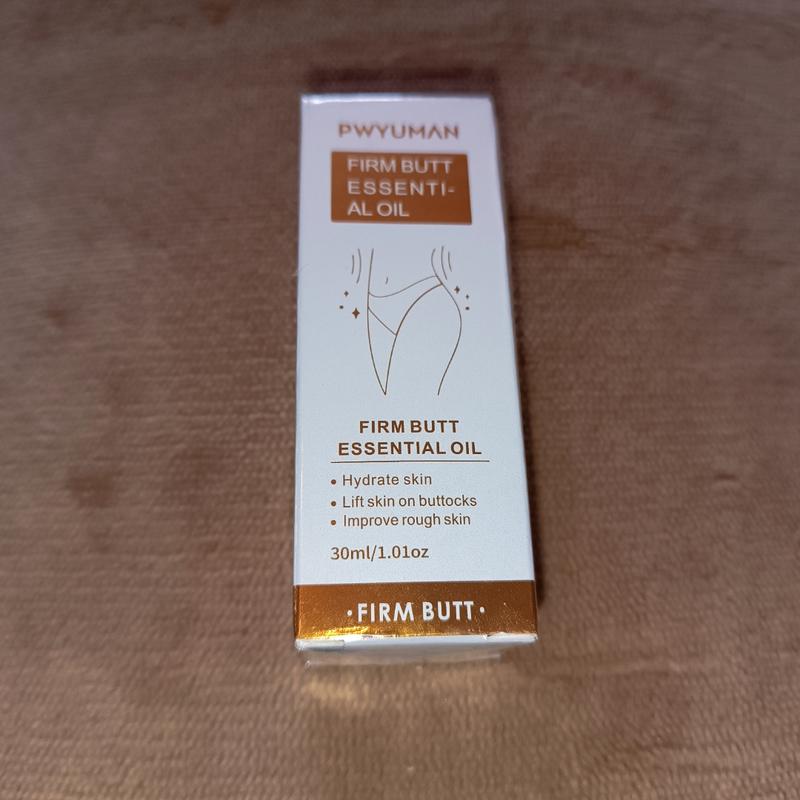 PWYUMAN
FIRM BUTT
ESSENTI-
AL OIL
FIRM BUTT
ESSENTIAL OIL
• Hydrate skin
• Lift skin on buttocks
• Improve rough skin
30ml/1.01oz
·FIRM BUTT·